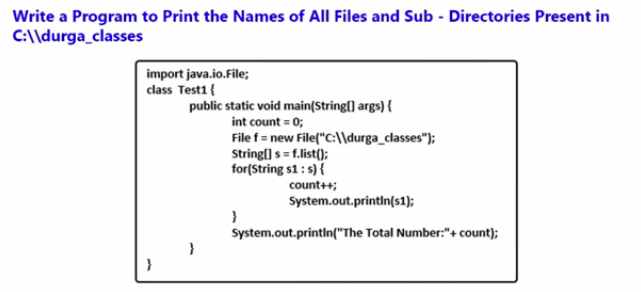 Write a Program to Print the Names of All Files and Sub - Directories Present in
C:\\durga_classes
import java.io.File;
class Test1 {
public static void main(String[] args) {
int count = 0;
File f = new File("C:\\durga_classes");
String[] s = f.list();
for(String s1 : s) {
count++;
System.out.println(s1);
}
System.out.println("The Total Number:"+ count);
}
}